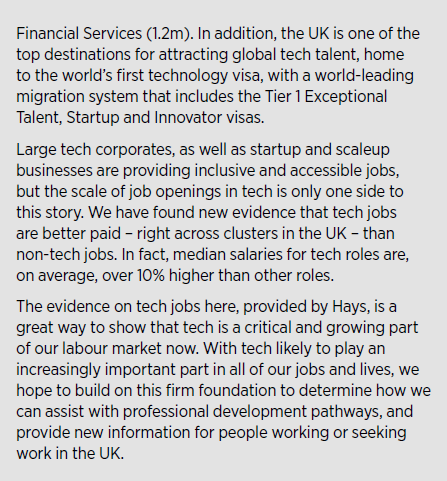 Financial Services (1.2m). In addition, the UK is one of the
top destinations for attracting global tech talent, home
to the world's first technology visa, with a world-leading
migration system that includes the Tier 1 Exceptional
Talent, Startup and Innovator visas.
Large tech corporates, as well as startup and scaleup
businesses are providing inclusive and accessible jobs,
but the scale of job openings in tech is only one side to
this story. We have found new evidence that tech jobs
are better paid – right across clusters in the UK – than
non-tech jobs. In fact, median salaries for tech roles are,
on average, over 10% higher than other roles.
The evidence on tech jobs here, provided by Hays, is a
great way to show that tech is a critical and growing part
of our labour market now. With tech likely to play an
increasingly important part in all of our jobs and lives, we
hope to build on this firm foundation to determine how we
can assist with professional development pathways, and
provide new information for people working or seeking
work in the UK.